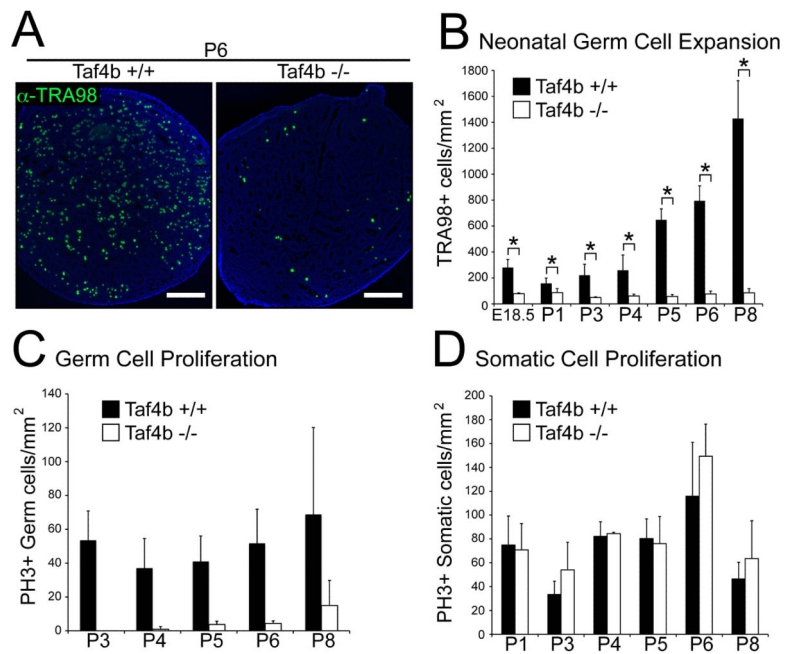 A
P6
Taf4b +/+ Taf4b -/-
α-TRA98
B Neonatal Germ Cell Expansion
TRA98+ cells/mm²
1800
1600
1400
1200
1000
800
600
400
200
0
Taf4b +/+
Taf4b -/-
* * * * * * *
E18.5 P1 P3 P4 P5 P6 P8
C Germ Cell Proliferation
PH3+ Germ cells/mm²
140
120
100
80
60
40
20
0
Taf4b +/+
Taf4b -/-
P3 P4 P5 P6 P8
D Somatic Cell Proliferation
PH3+ Somatic cells/mm²
200
180
160
140
120
100
80
60
40
20
0
Taf4b +/+
Taf4b -/-
P1 P3 P4 P5 P6 P8